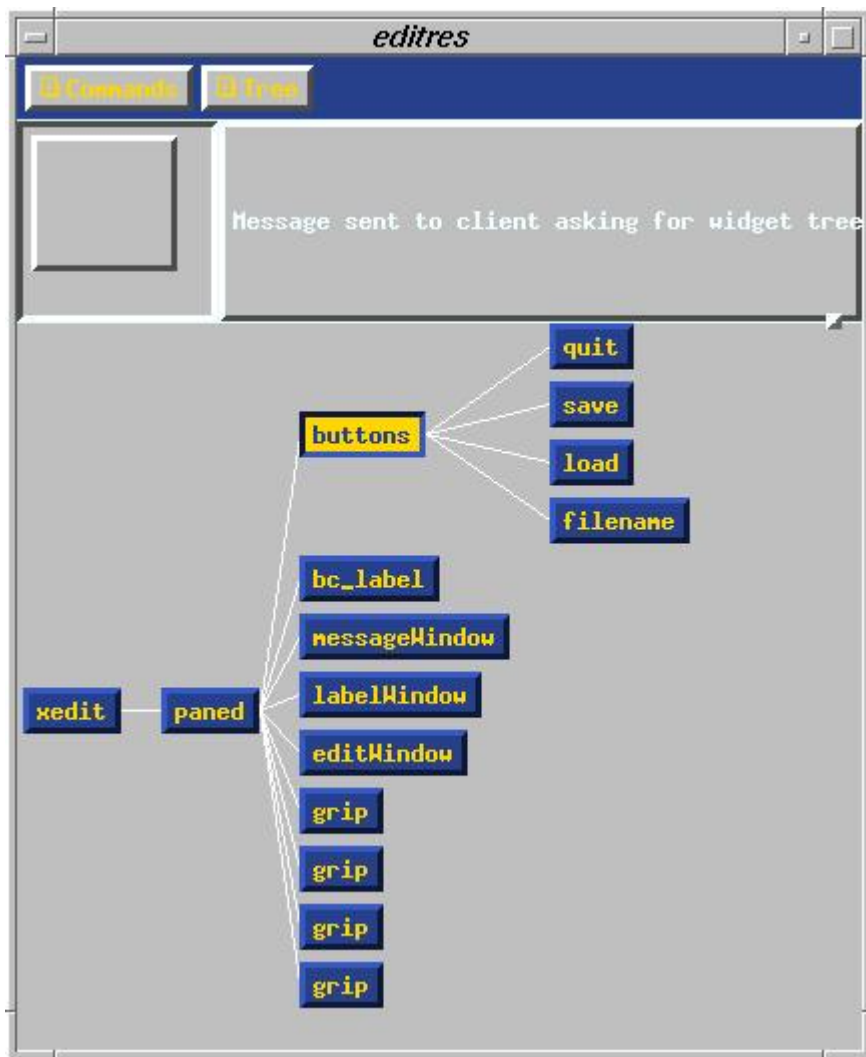 editres
Commands Tree
Message sent to client asking for widget tree
quit
save
buttons
load
filename
bc_label
messageWindow
labelWindow
xedit paned
editWindow
grip
grip
grip
grip